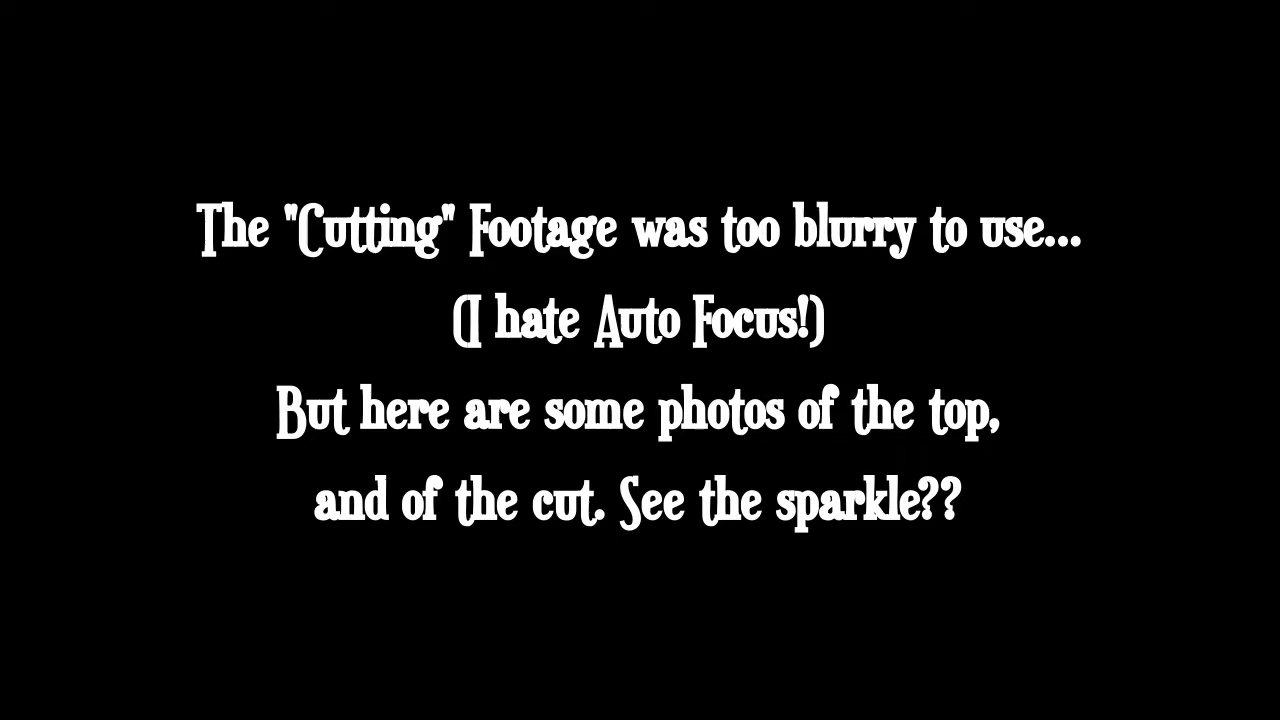 The "Cutting" Footage was too blurry to use...
(I hate Auto Focus!)
But here are some photos of the top,
and of the cut. See the sparkle??